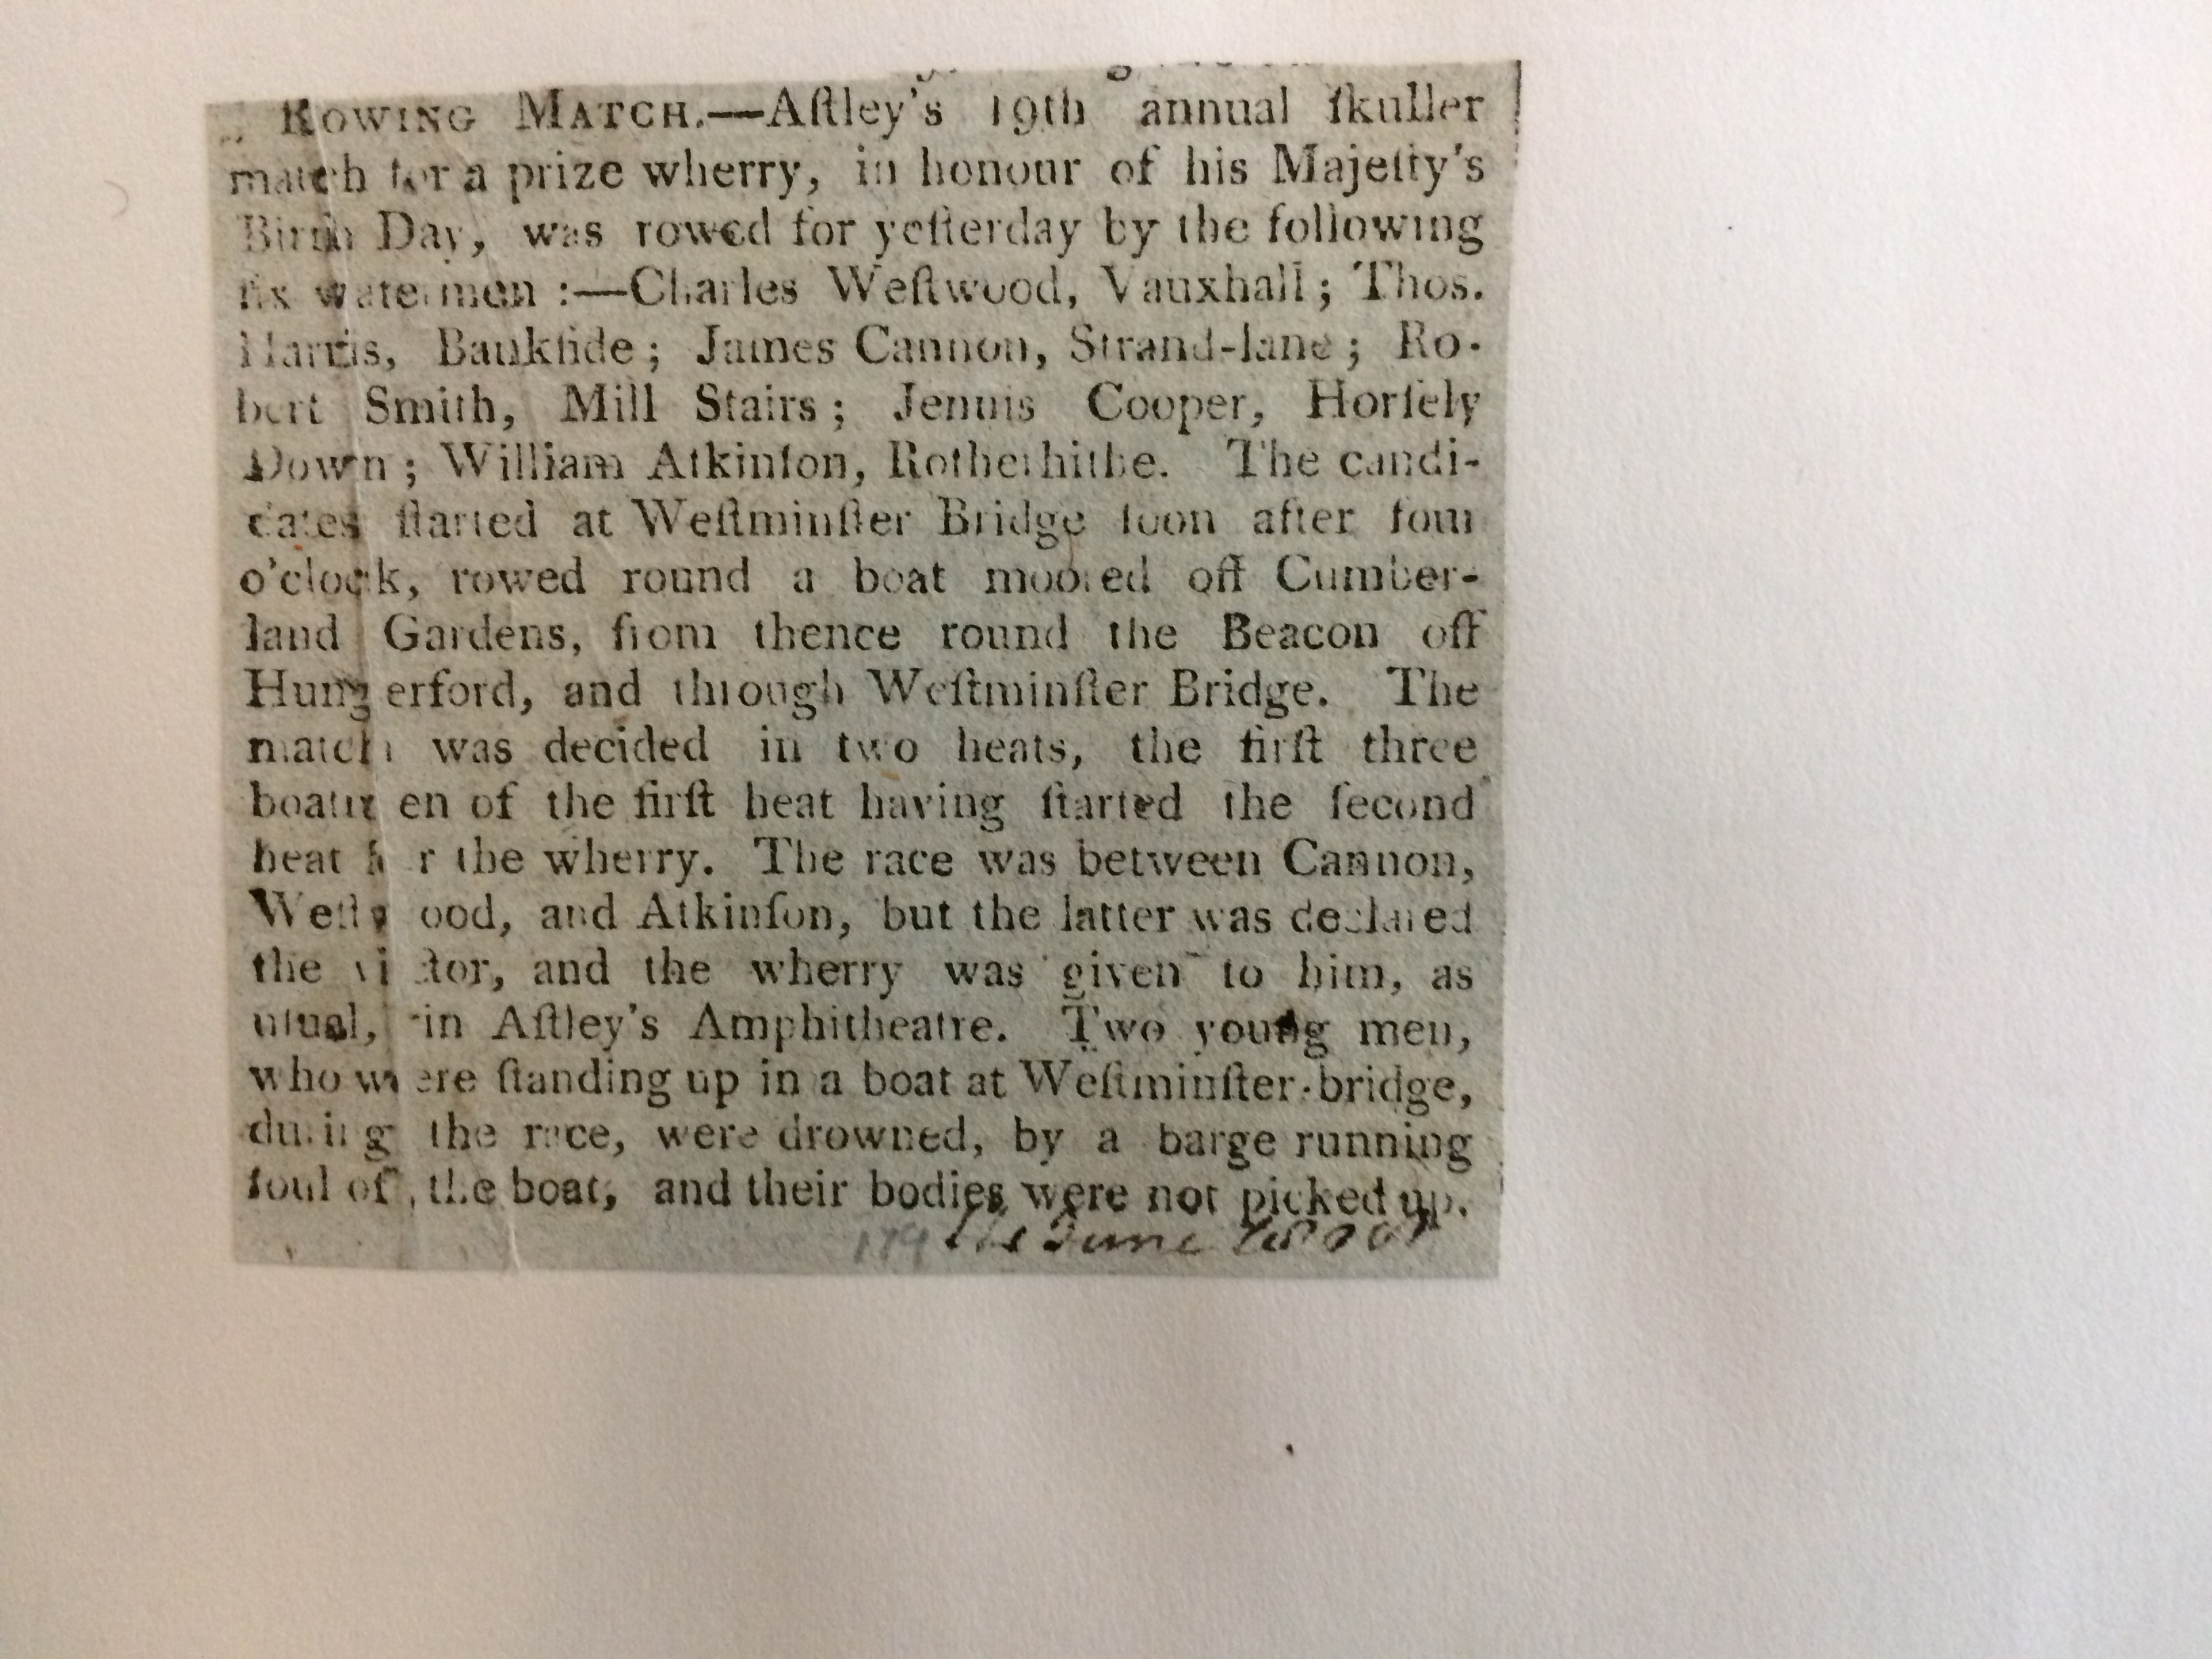 ROWING MATCH.—Aſtley's 19th annual ſkuller
match for a prize wherry, in honour of his Majeſty's
Birth Day, was rowed for yeſterday by the following
ſix watermen :—Charles Weſtwood, Vauxhall; Thos.
Harris, Bankſide; James Cannon, Strand-lane; Ro-
bert Smith, Mill Stairs; Jennis Cooper, Horſely
Down; William Atkinſon, Rotherhithe. The candi-
dates ſtarted at Weſtminſter Bridge ſoon after four
o'clock, rowed round a boat moored off Cumber-
land Gardens, from thence round the Beacon off
Hungerford, and through Weſtminſter Bridge. The
match was decided in two heats, the firſt three
boatmen of the firſt heat having ſtarted the ſecond
heat for the wherry. The race was between Cannon,
Weſtwood, and Atkinſon, but the latter was declared
the victor, and the wherry was given to him, as
uſual, in Aſtley's Amphitheatre. Two young men,
who were ſtanding up in a boat at Weſtminſter-bridge,
during the race, were drowned, by a barge running
foul of the boat, and their bodies were not picked up.
June